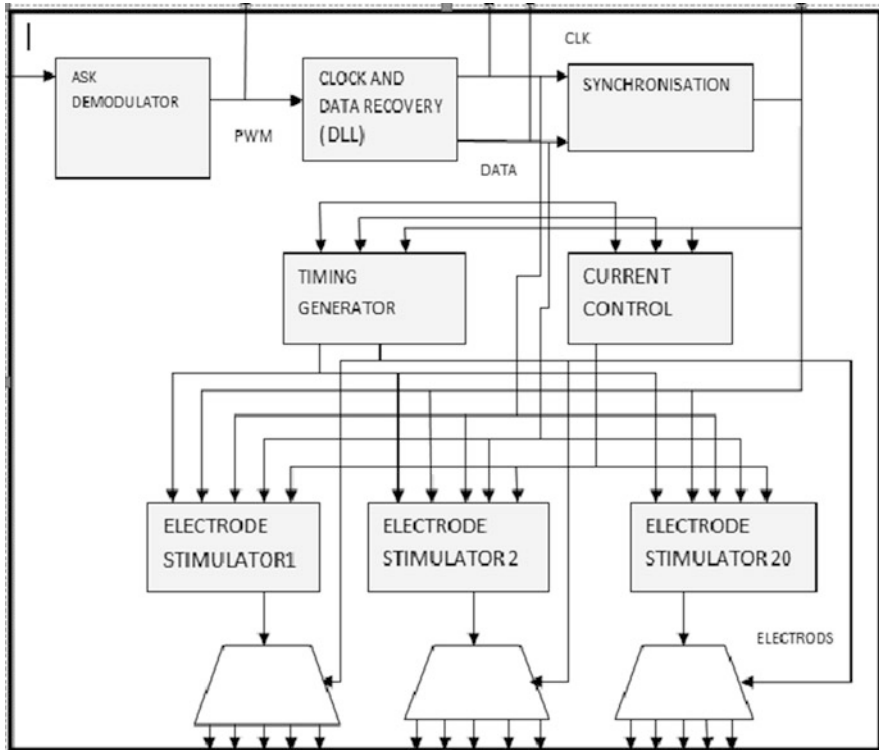 ASK
DEMODULATOR
PWM
CLOCK AND
DATA RECOVERY
(DLL)
DATA
CLK
SYNCHRONISATION
TIMING
GENERATOR
CURRENT
CONTROL
ELECTRODE
STIMULATOR1
ELECTRODE
STIMULATOR 2
ELECTRODE
STIMULATOR 20
ELECTRODS